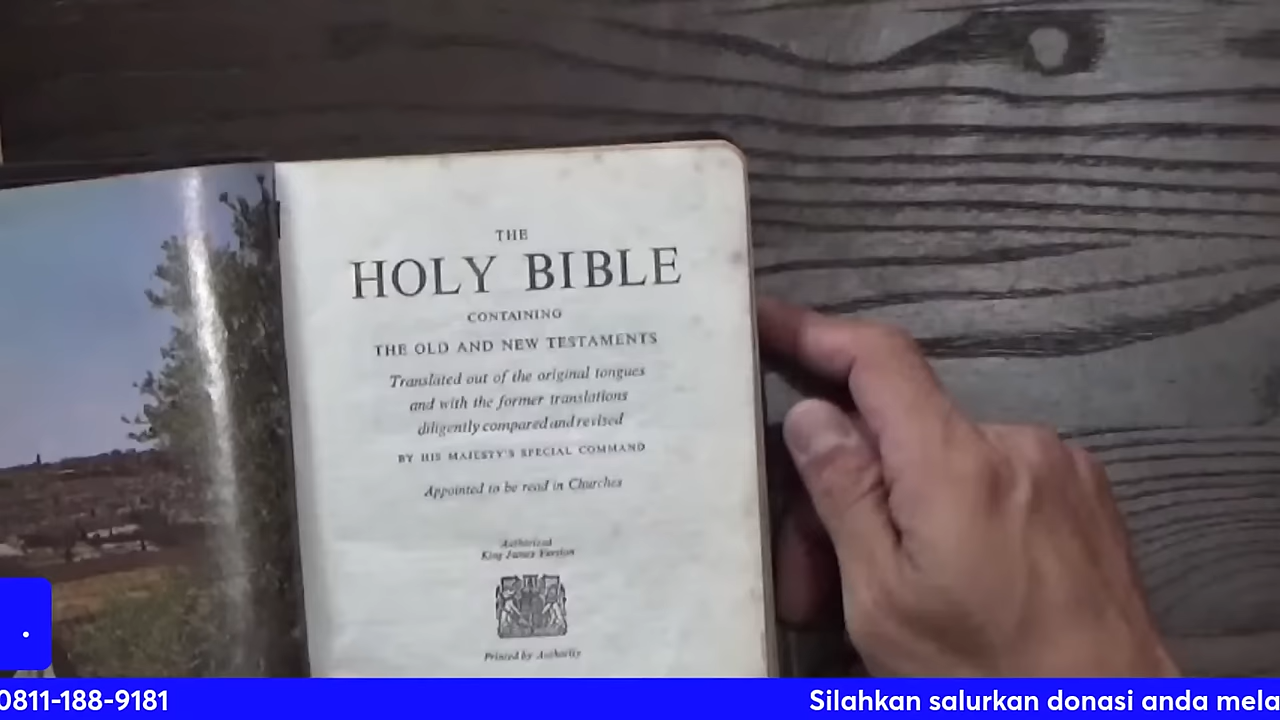 THE
HOLY BIBLE
CONTAINING
THE OLD AND NEW TESTAMENTS
Translated out of the original tongues
and with the former translations
diligently compared and revised
BY HIS MAJESTY'S SPECIAL COMMAND
Appointed to be read in Churches
Authorized
King James Version
Printed by Authority
.
0811-188-9181
Silahkan salurkan donasi anda mela